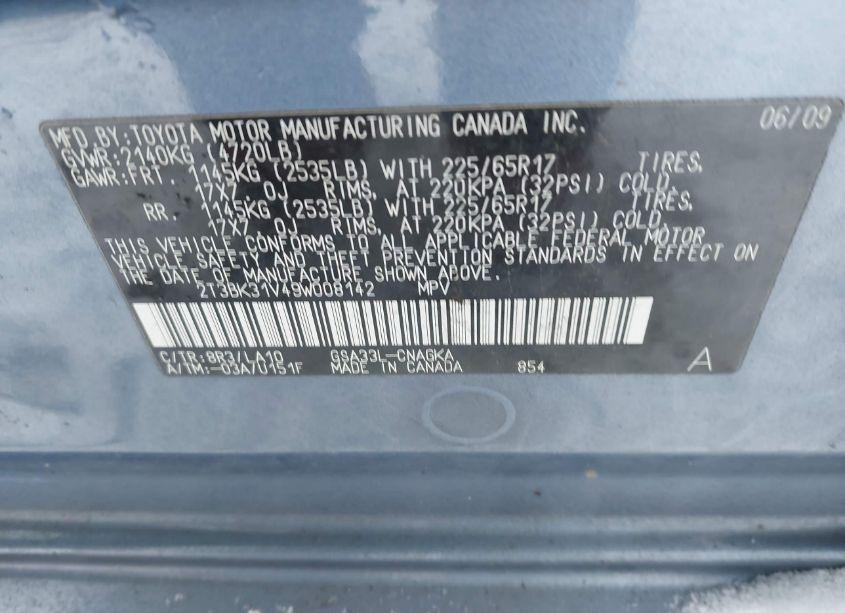 MFD.BY:TOYOTA MOTOR MANUFACTURING CANADA INC. 06/09
GVWR:2140KG (4720LB)
GAWR:FRT. 1145KG (2535LB) WITH 225/65R17 TIRES,
17X7 0J RIMS, AT 220KPA (32PSI) COLD.
RR. 1145KG (2535LB) WITH 225/65R17 TIRES,
17X7 0J RIMS, AT 220KPA (32PSI) COLD.
THIS VEHICLE CONFORMS TO ALL APPLICABLE FEDERAL MOTOR
VEHICLE SAFETY AND THEFT PREVENTION STANDARDS IN EFFECT ON
THE DATE OF MANUFACTURE SHOWN ABOVE.
2T3BK31V49W008142 MPV
C/TR:8R3/LA10 GSA33L-CNAGKA
A/TM:-03A/U151F MADE IN CANADA 854 A